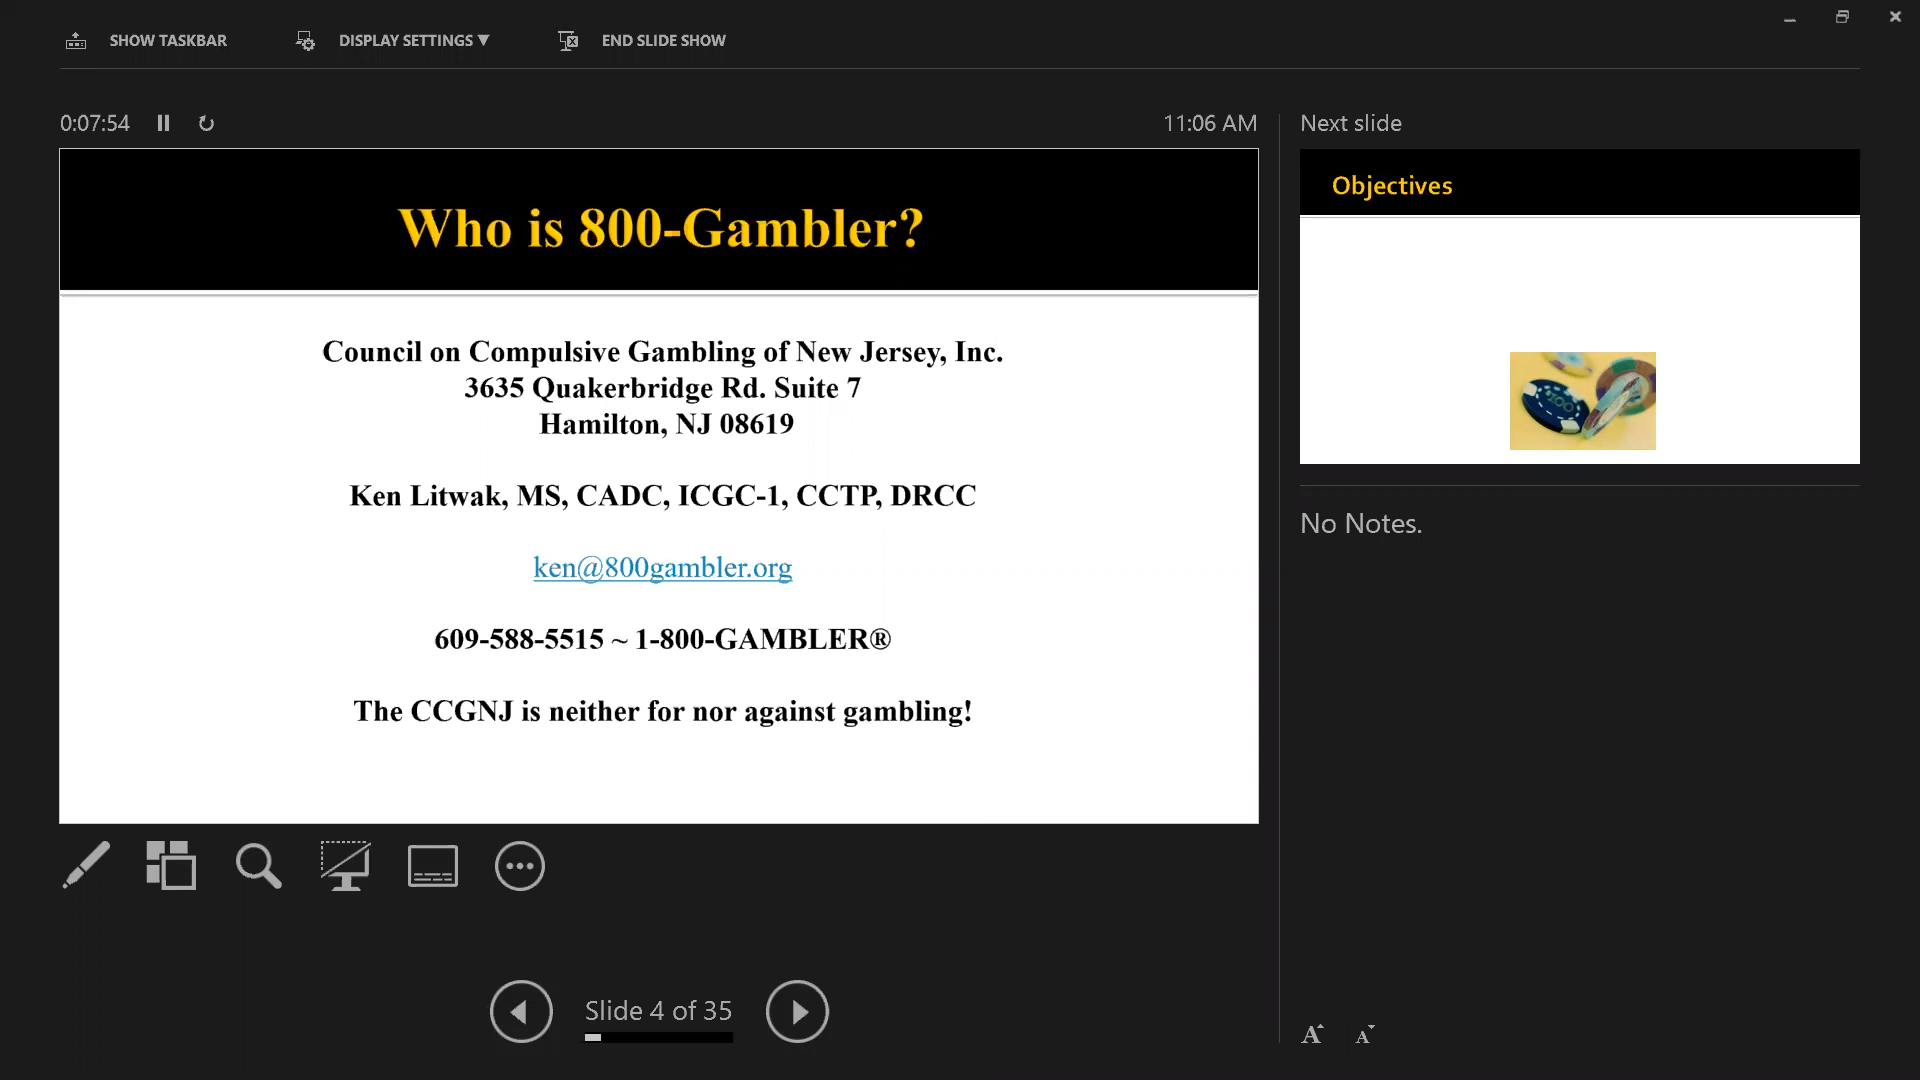 SHOW TASKBAR
DISPLAY SETTINGS ▼
END SLIDE SHOW
0:07:54
11:06 AM
Who is 800-Gambler?
Council on Compulsive Gambling of New Jersey, Inc.
3635 Quakerbridge Rd. Suite 7
Hamilton, NJ 08619
Ken Litwak, MS, CADC, ICGC-1, CCTP, DRCC
ken@800gambler.org
609-588-5515 ~ 1-800-GAMBLER®
The CCGNJ is neither for nor against gambling!
Slide 4 of 35
Next slide
Objectives
100
No Notes.
A A